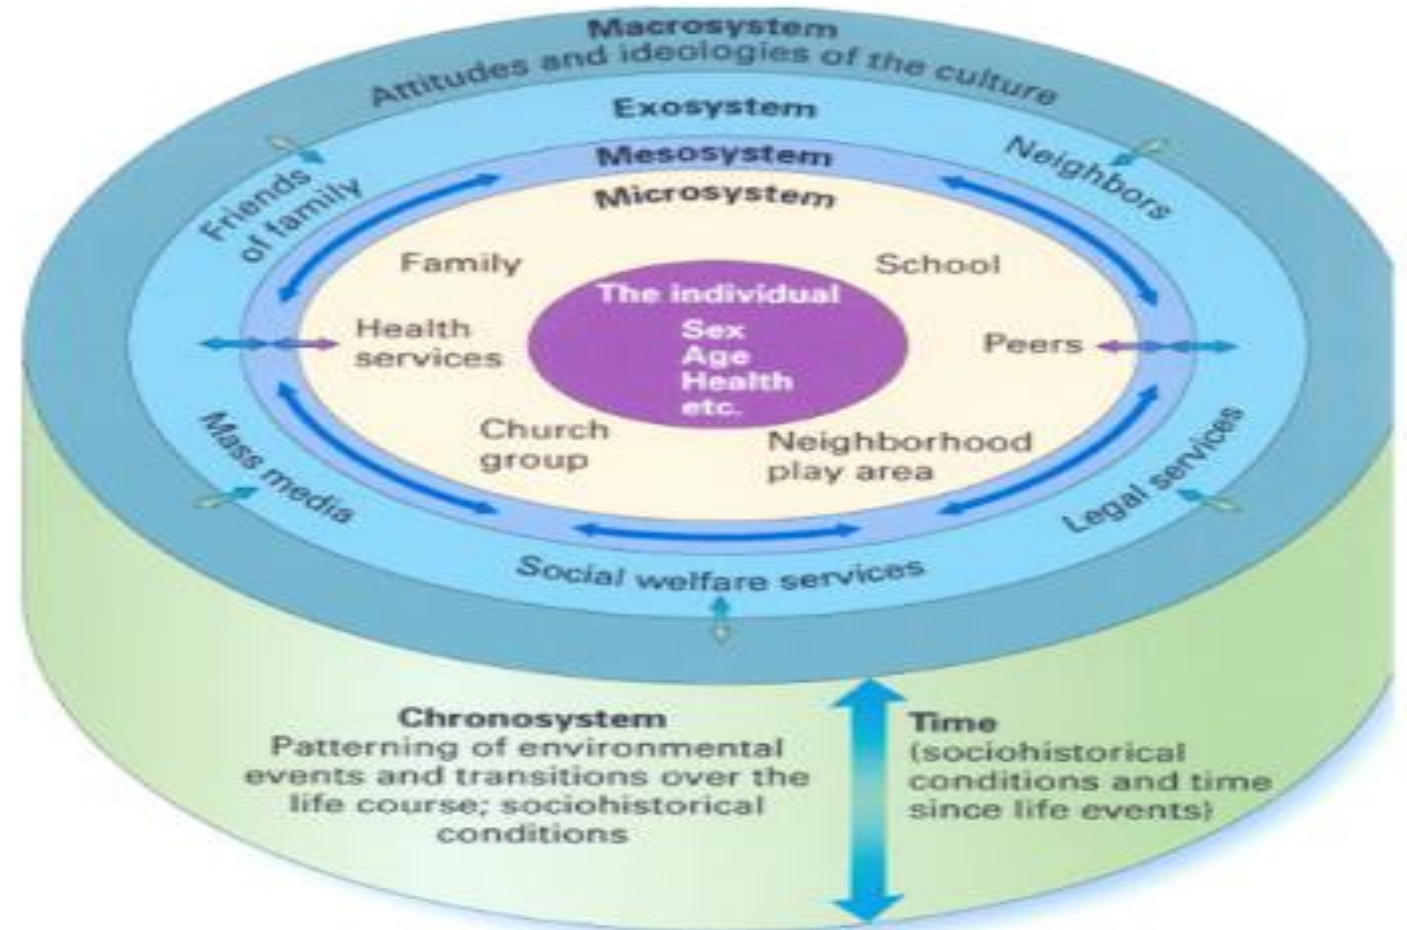 Macrosystem
Attitudes and ideologies of the culture
Exosystem
Mesosystem
Microsystem
Friends
of family
Neighbors
Family
School
The individual
Sex
Age
Health
etc.
Health
services
Peers
Church
group
Neighborhood
play area
Mass media
Legal services
Social welfare services
Chronosystem
Patterning of environmental
events and transitions over the
life course; sociohistorical
conditions
Time
(sociohistorical
conditions and time
since life events)